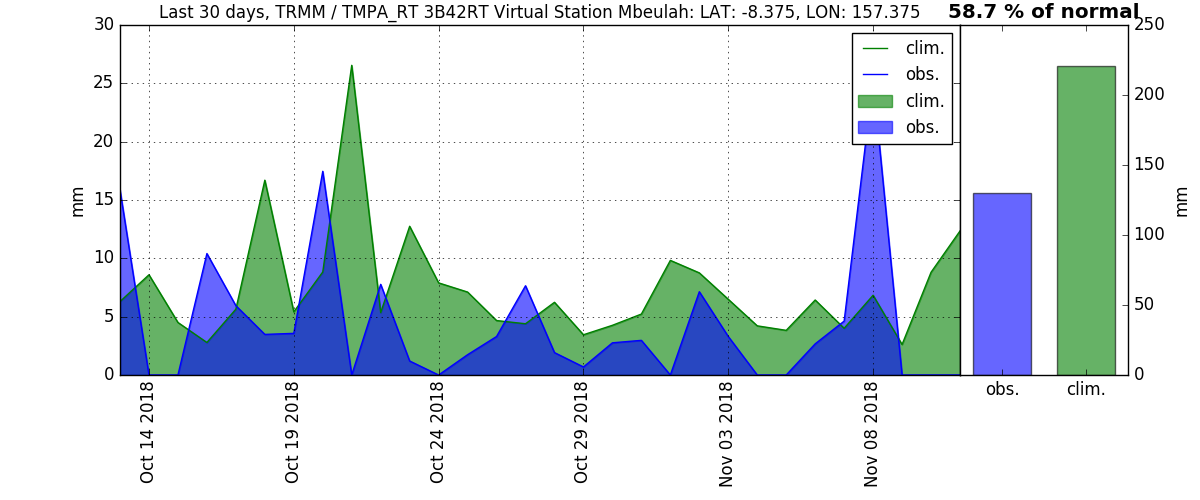 Last 30 days, TRMM / TMPA_RT 3B42RT Virtual Station Mbeulah: LAT: -8.375, LON: 157.375
58.7 % of normal
30
25
20
15
10
5
0
mm
clim.
obs.
clim.
obs.
250
200
150
100
50
0
mm
obs.
clim.
Oct 14 2018
Oct 19 2018
Oct 24 2018
Oct 29 2018
Nov 03 2018
Nov 08 2018